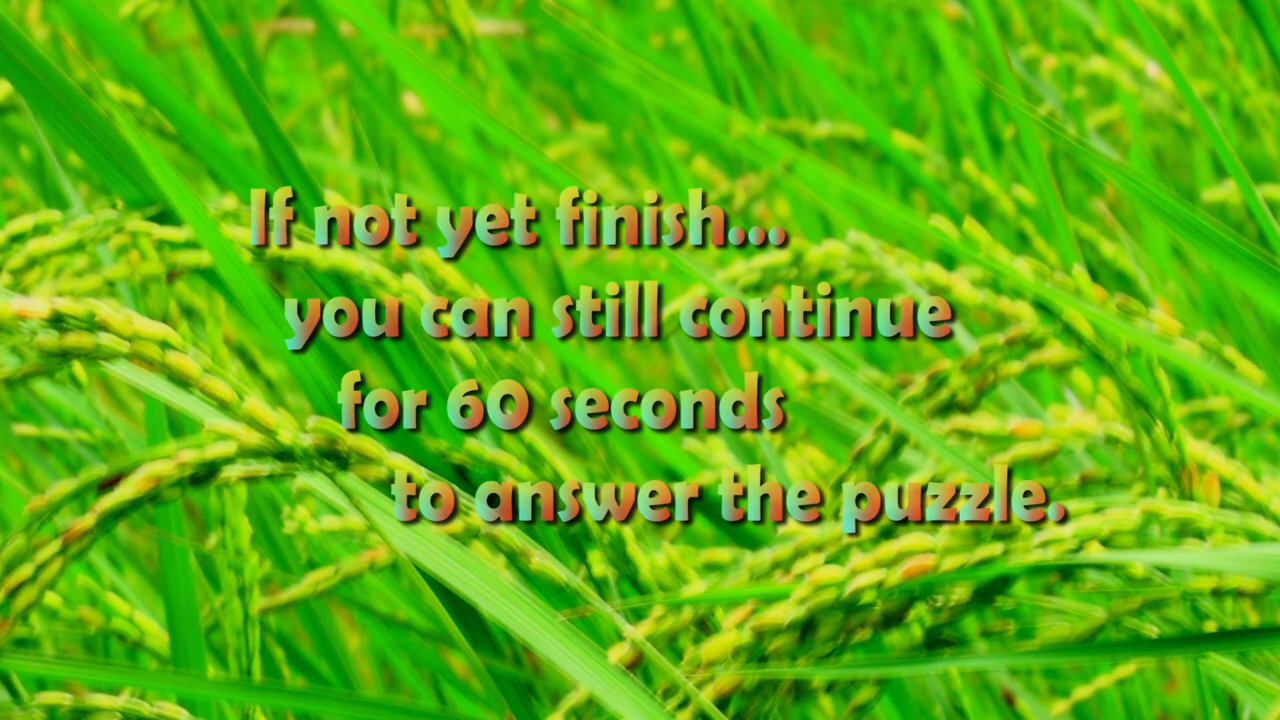 If not yet finish...
you can still continue
for 60 seconds
to answer the puzzle.